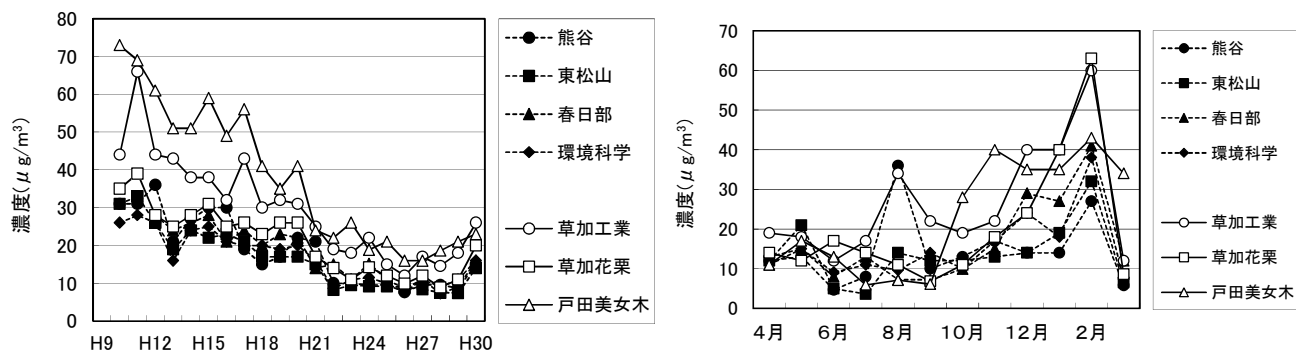 80
70
60
50
40
30
20
10
0
濃度(μg/m³)
H9 H12 H15 H18 H21 H24 H27 H30
熊谷
東松山
春日部
環境科学
草加工業
草加花栗
戸田美女木
70
60
50
40
30
20
10
0
濃度(μg/m³)
4月 6月 8月 10月 12月 2月
熊谷
東松山
春日部
環境科学
草加工業
草加花栗
戸田美女木